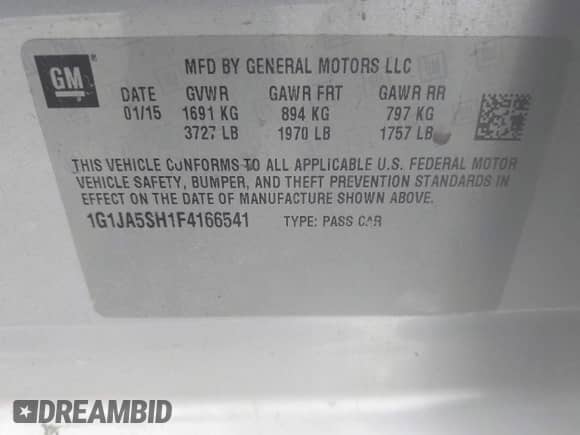 GM
MFD BY GENERAL MOTORS LLC
DATE GVWR GAWR FRT GAWR RR
01/15 1691 KG 894 KG 797 KG
3727 LB 1970 LB 1757 LB
THIS VEHICLE CONFORMS TO ALL APPLICABLE U.S. FEDERAL MOTOR
VEHICLE SAFETY, BUMPER, AND THEFT PREVENTION STANDARDS IN
EFFECT ON THE DATE OF MANUFACTURE SHOWN ABOVE.
1G1JA5SH1F4166541 TYPE: PASS CAR
DREAMBID